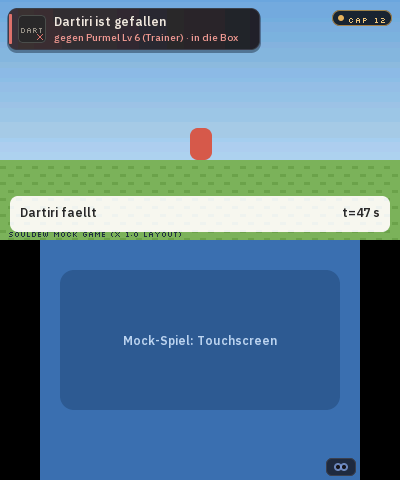 DART
Dartiri ist gefallen
gegen Purmel Lv 6 (Trainer) · in die Box
CAP 12
Dartiri faellt
t=47 s
SOULDEW MOCK GAME (X 1.0 LAYOUT)
Mock-Spiel: Touchscreen